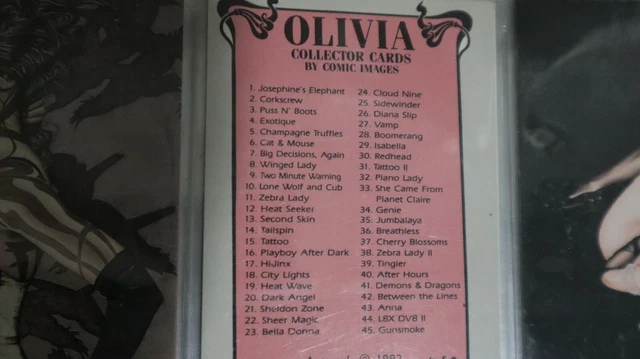 OLIVIA
COLLECTOR CARDS
BY COMIC IMAGES
1. Josephine's Elephant
2. Corkscrew
3. Puss N' Boots
4. Exotique
5. Champagne Truffles
6. Cat & Mouse
7. Big Decisions, Again
8. Winged Lady
9. Two Minute Warning
10. Lone Wolf and Cub
11. Zebra Lady
12. Heat Seeker
13. Second Skin
14. Tailspin
15. Tattoo
16. Playboy After Dark
17. HiJinx
18. City Lights
19. Heat Wave
20. Dark Angel
21. Sheldon Zone
22. Sheer Magic
23. Bella Donna
24. Cloud Nine
25. Sidewinder
26. Diana Slip
27. Vamp
28. Boomerang
29. Isabella
30. Redhead
31. Tattoo II
32. Piano Lady
33. She Came From
Planet Claire
34. Genie
35. Jumbalaya
36. Breathless
37. Cherry Blossoms
38. Zebra Lady II
39. Tingler
40. After Hours
41. Demons & Dragons
42. Between the Lines
43. Anna
44. LBX DVB II
45. Gunsmoke
© 1992